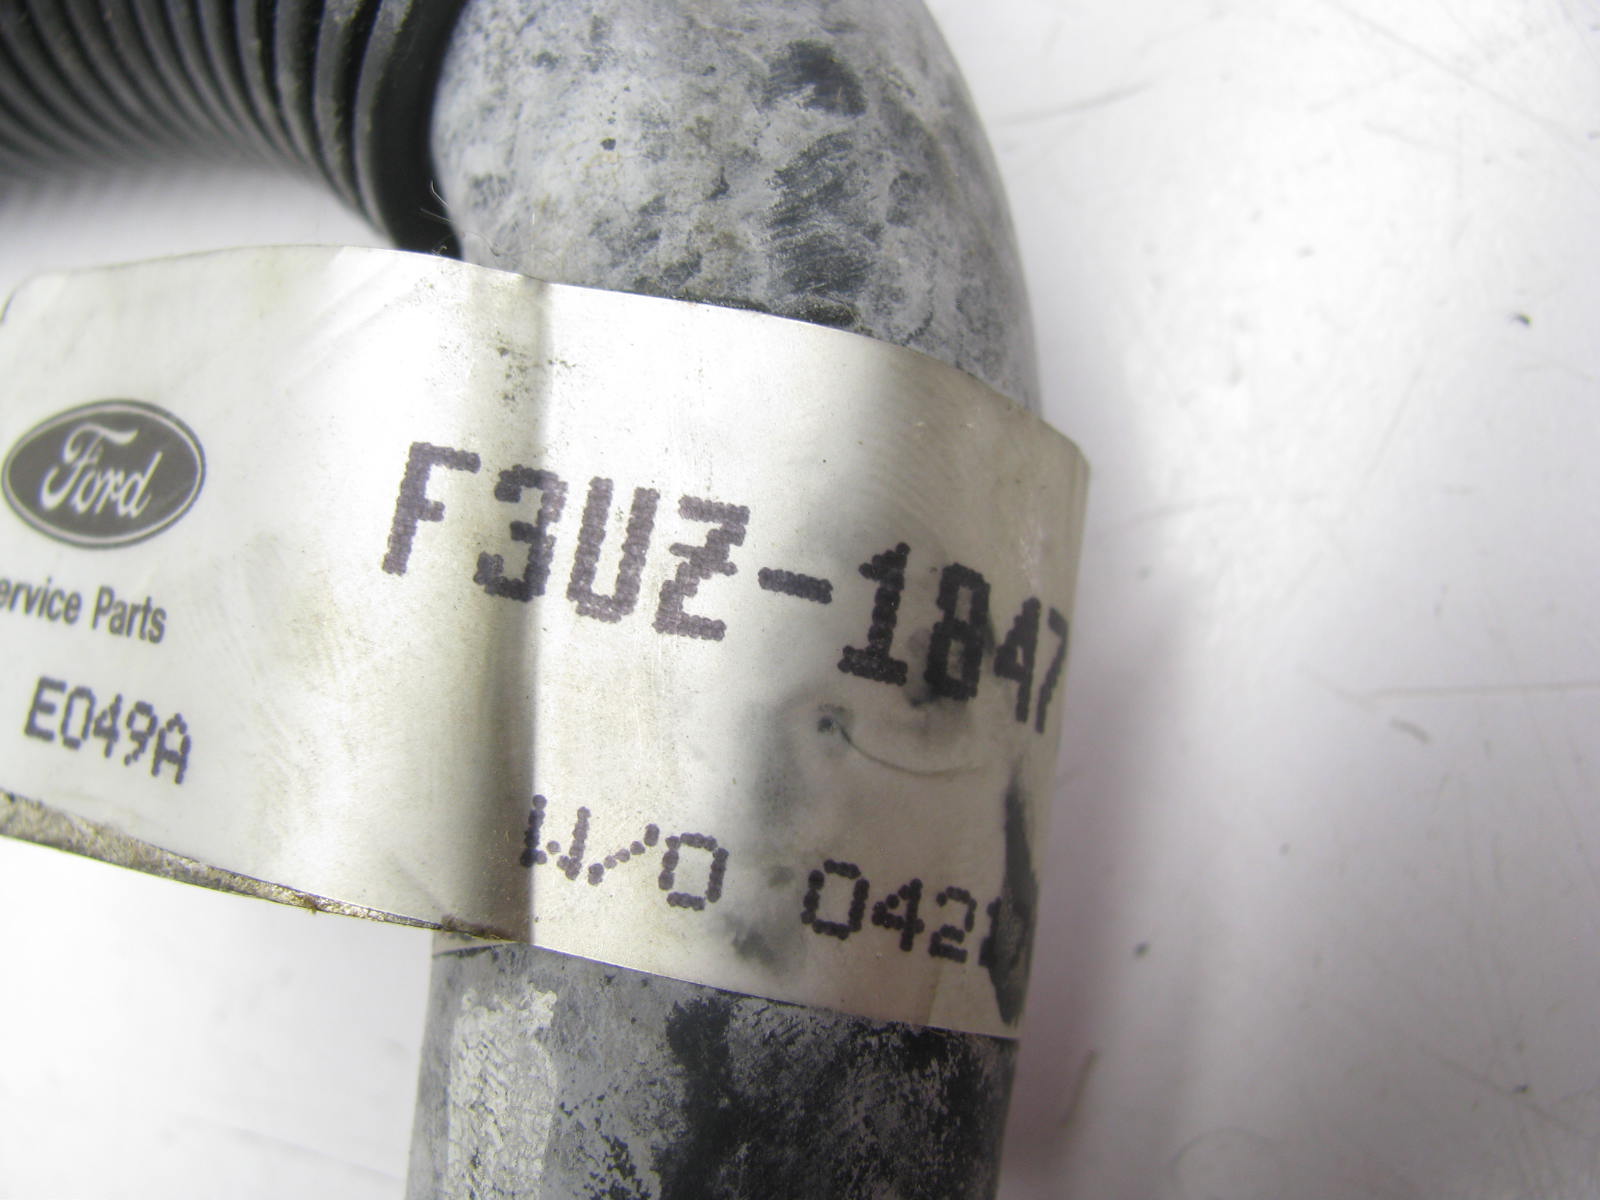 Ford
F3UZ-1847
ervice Parts
E049A
W/O 042